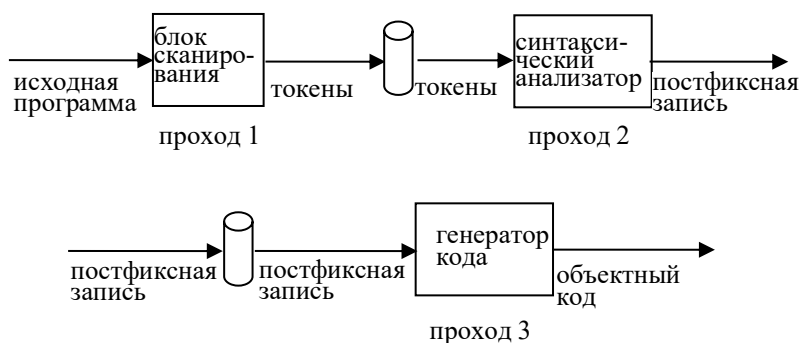 блок
сканиро-
вания
исходная
программа
токены
токены
синтакси-
ческий
анализатор
постфиксная
запись
проход 1
проход 2
постфиксная
запись
постфиксная
запись
генератор
кода
объектный
код
проход 3